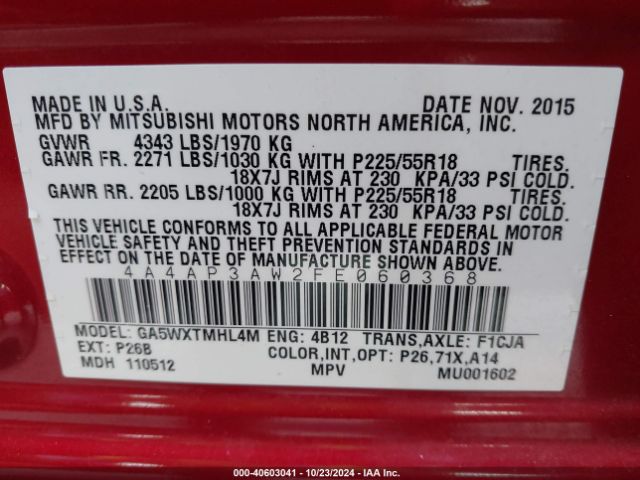 MADE IN U.S.A. DATE NOV. 2015
MFD BY MITSUBISHI MOTORS NORTH AMERICA, INC.
GVWR 4343 LBS/1970 KG
GAWR FR. 2271 LBS/1030 KG WITH P225/55R18 TIRES.
18X7J RIMS AT 230 KPA/33 PSI COLD.
GAWR RR. 2205 LBS/1000 KG WITH P225/55R18 TIRES.
18X7J RIMS AT 230 KPA/33 PSI COLD.
THIS VEHICLE CONFORMS TO ALL APPLICABLE FEDERAL MOTOR
VEHICLE SAFETY AND THEFT PREVENTION STANDARDS IN
EFFECT ON THE DATE OF MANUFACTURE SHOWN ABOVE.
4A4AP3AW2FE060368
MODEL: GA5WXTMHL4M ENG: 4B12 TRANS,AXLE: F1CJA
EXT: P26B COLOR,INT,OPT: P26,71X,A14
MDH 110512 MPV MU001602
000-40603041 - 10/23/2024 - IAA Inc.